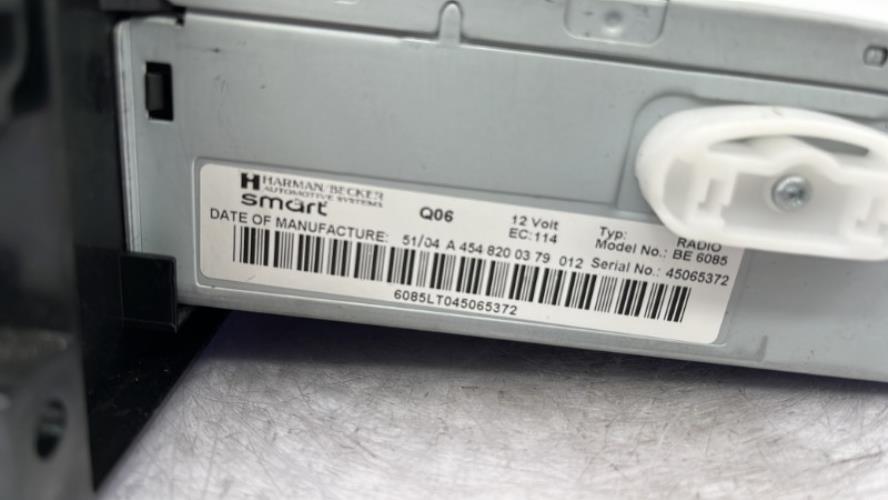 HARMAN/BECKER
AUTOMOTIVE SYSTEMS
smart
Q06
12 Volt
EC:114
Typ: RADIO
Model No.: BE 6085
DATE OF MANUFACTURE: 51/04 A 454 820 03 79 012 Serial No.: 45065372
6085LT045065372